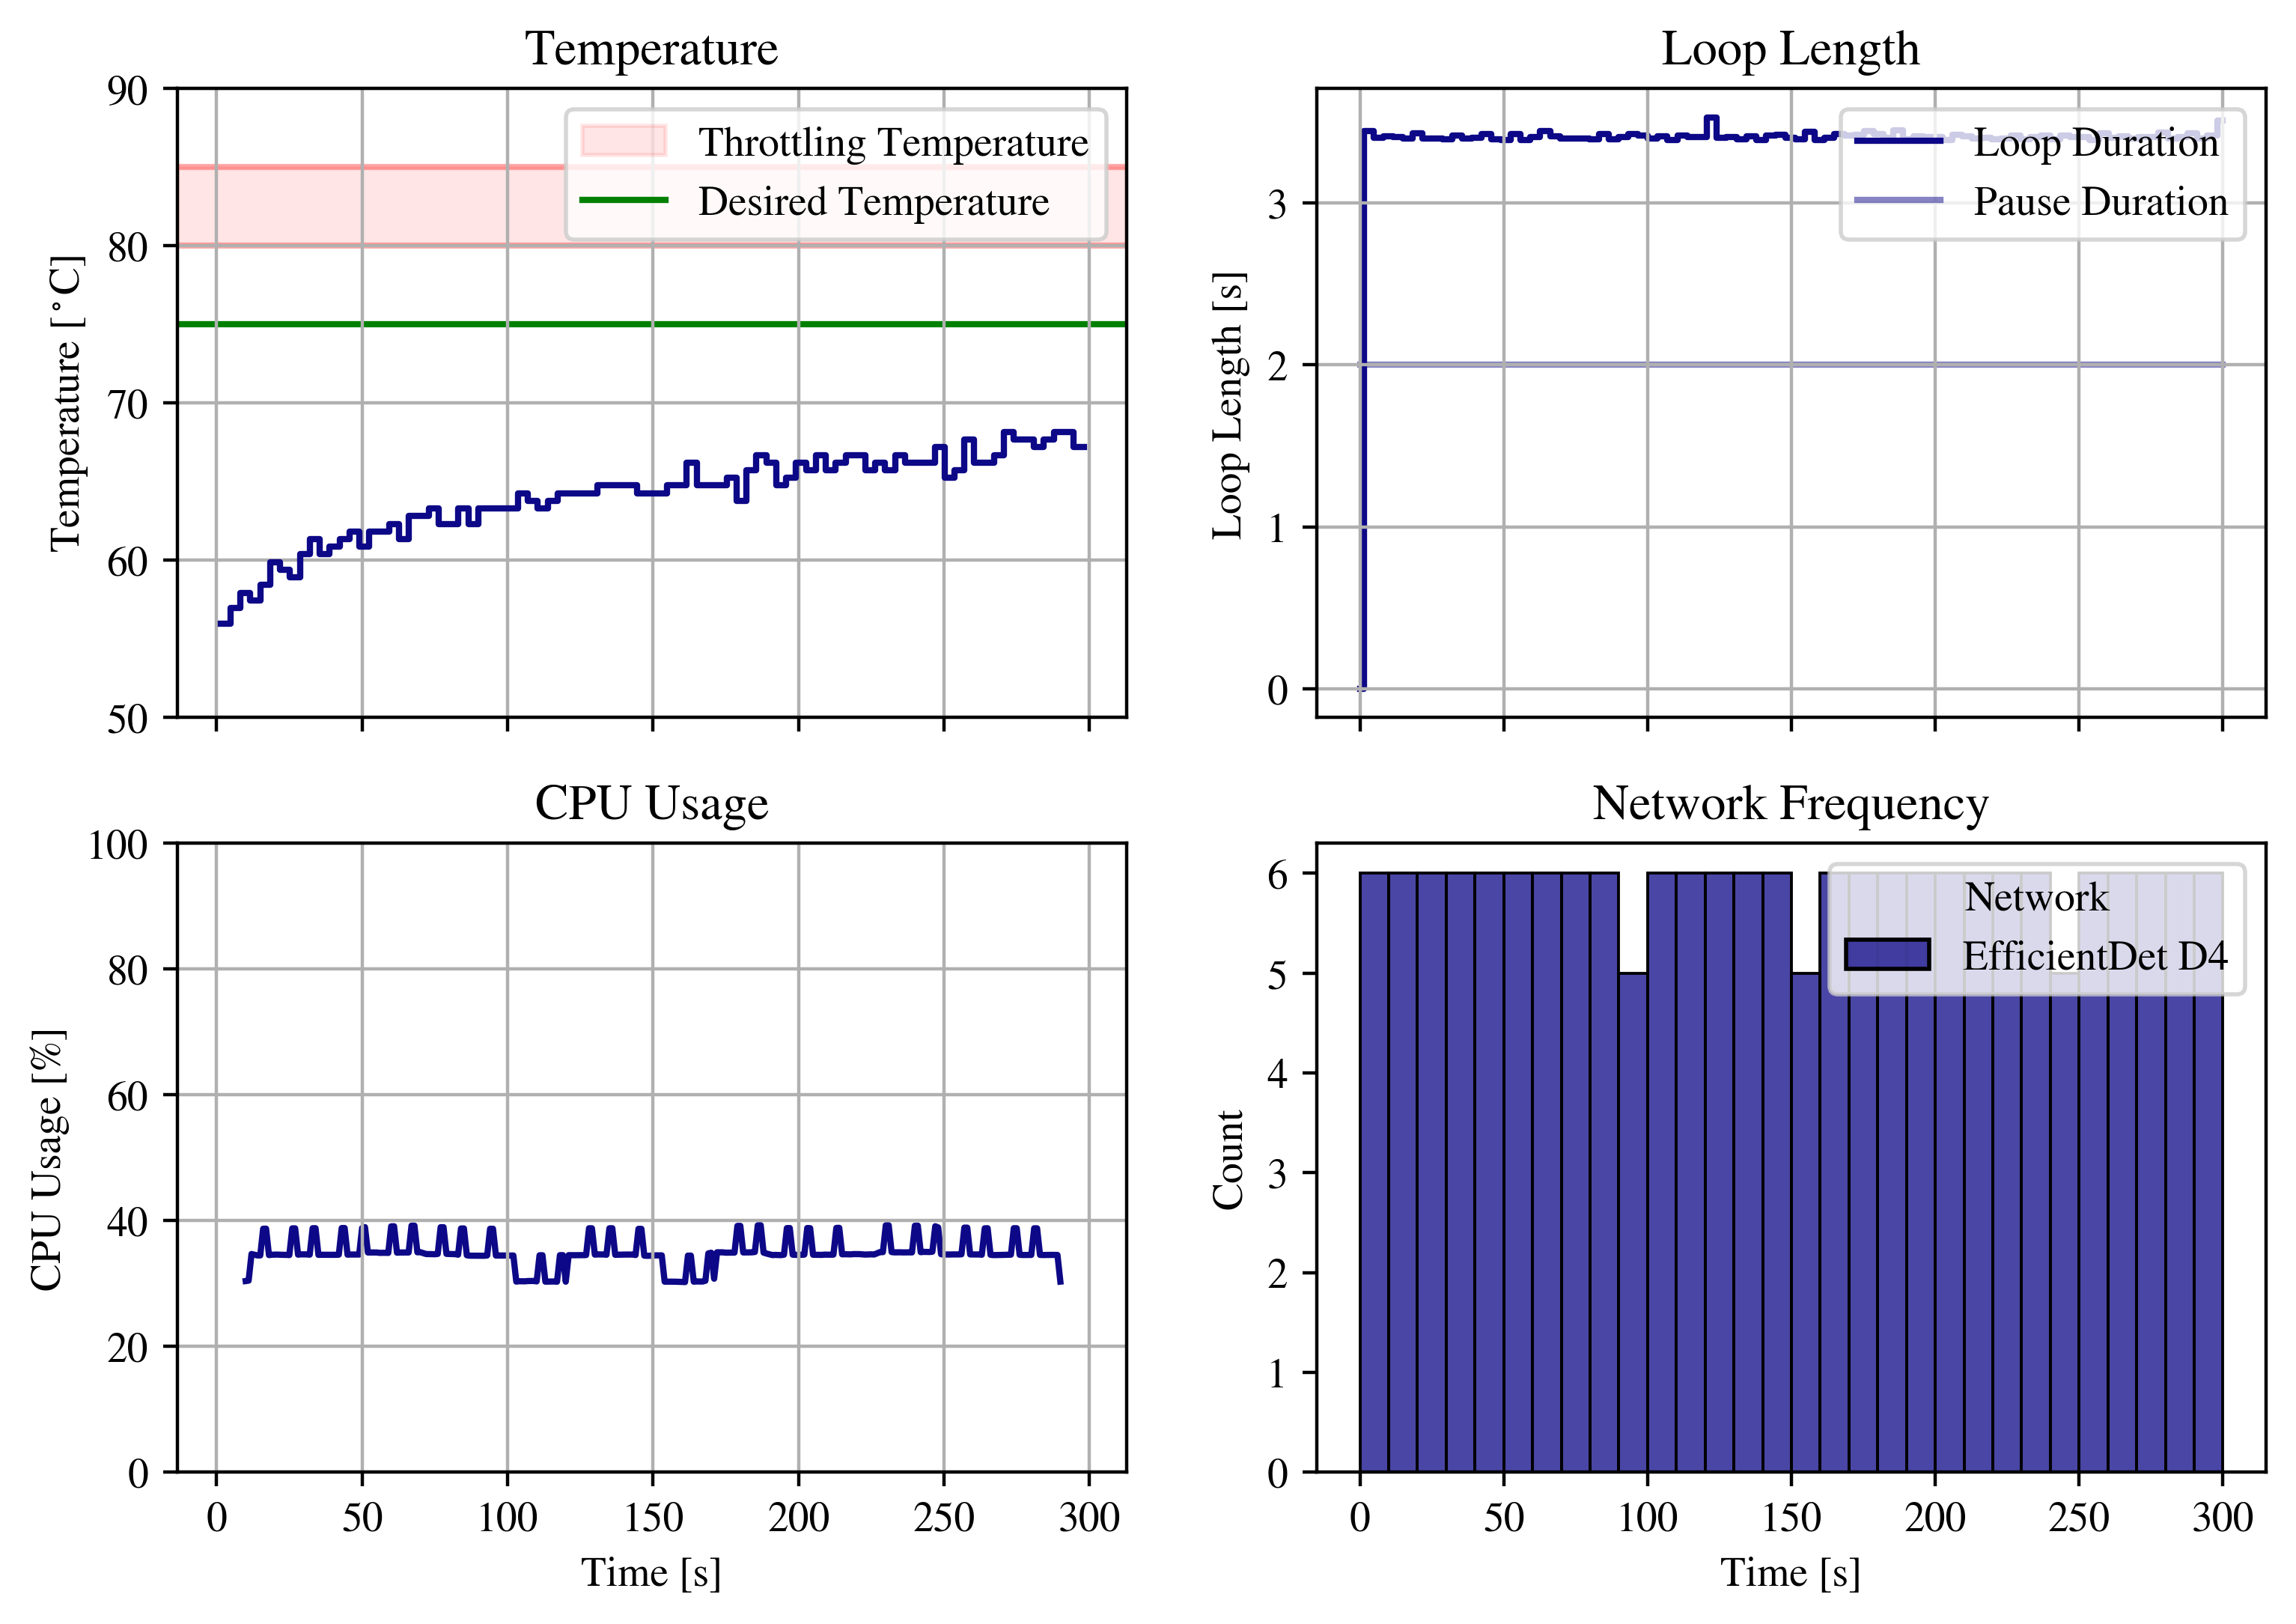 Temperature
90
80
70
60
50
Temperature [°C]
Throttling Temperature
Desired Temperature
Loop Length
3
2
1
0
Loop Length [s]
Loop Duration
Pause Duration
CPU Usage
100
80
60
40
20
0
CPU Usage [%]
0 50 100 150 200 250 300
Time [s]
Network Frequency
6
5
4
3
2
1
0
Count
Network
EfficientDet D4
0 50 100 150 200 250 300
Time [s]